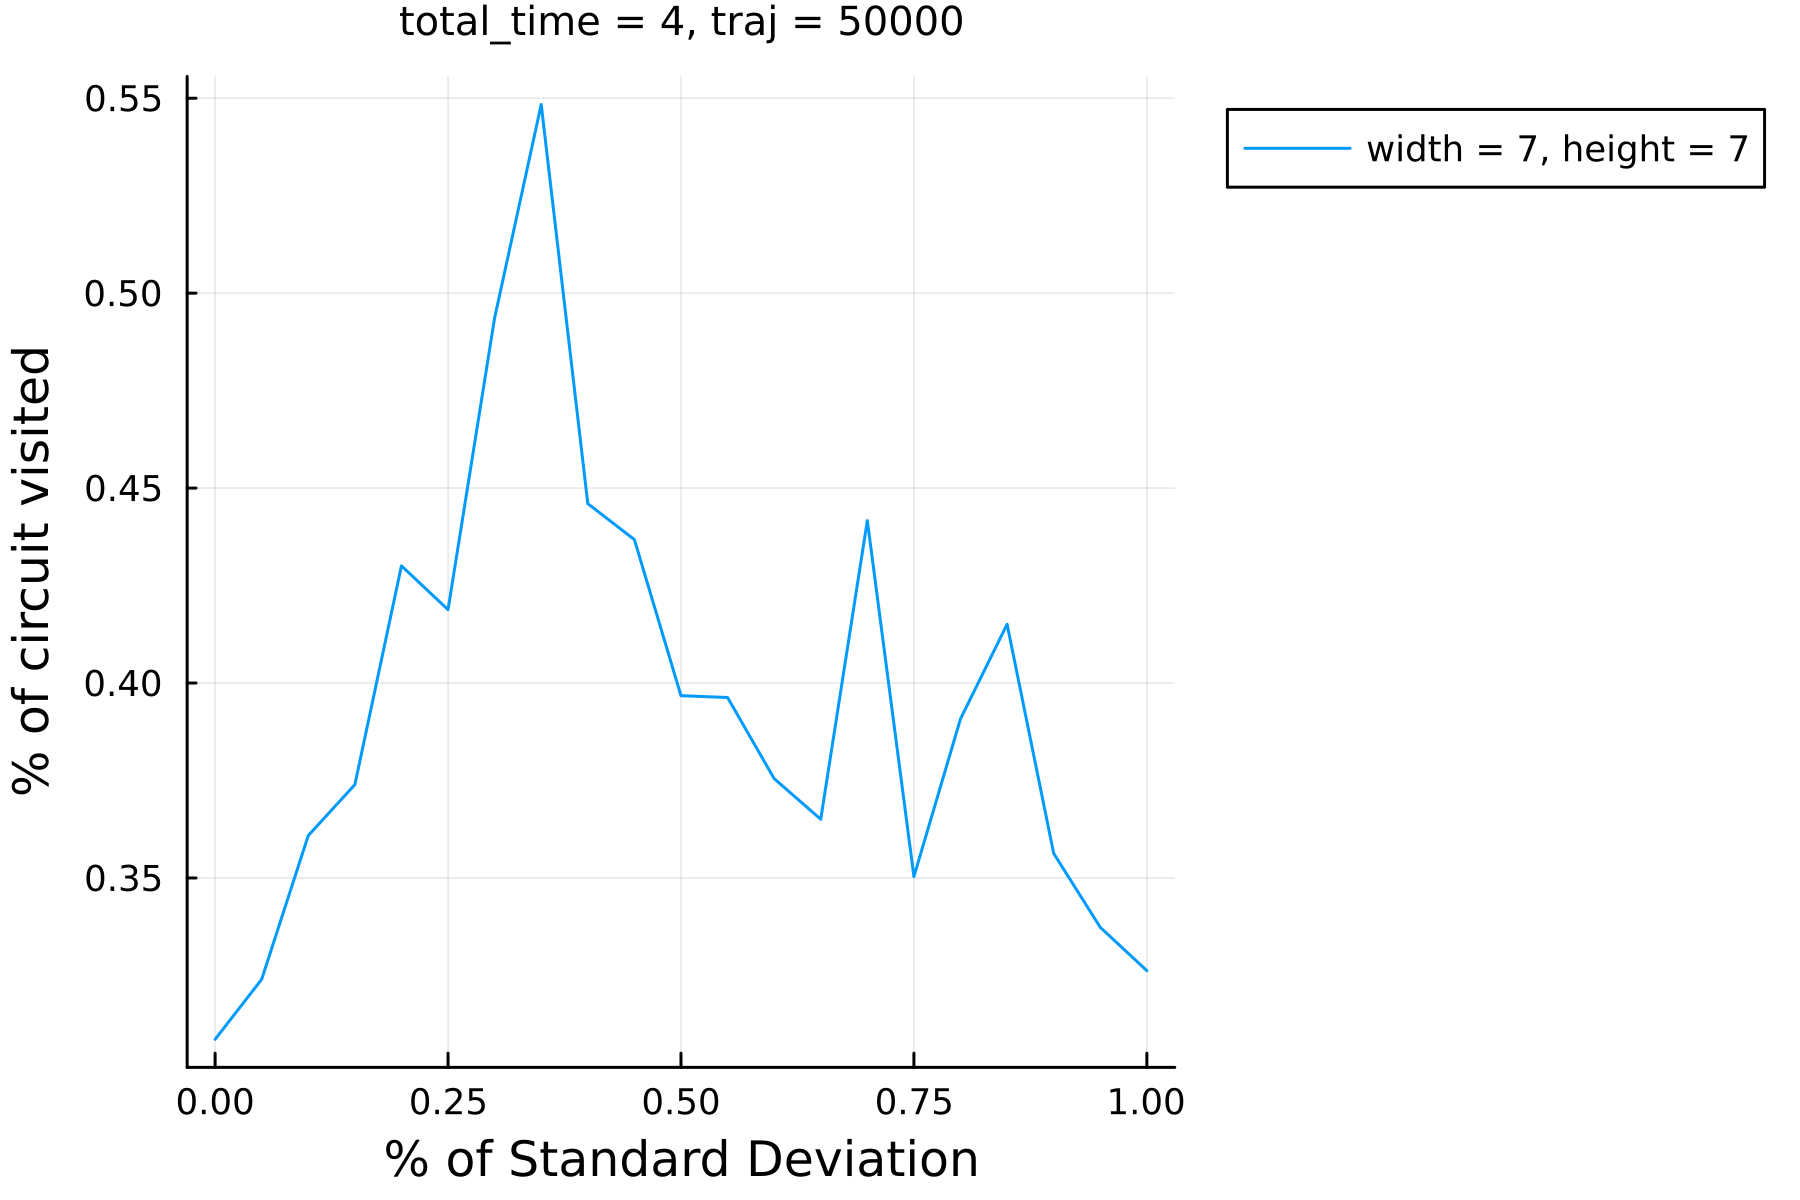 total_time = 4, traj = 50000
0.55
0.50
0.45
0.40
0.35
% of circuit visited
width = 7, height = 7
0.00 0.25 0.50 0.75 1.00
% of Standard Deviation